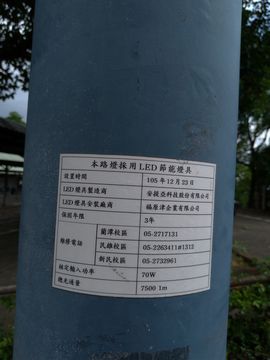 本路燈採用LED節能燈具
設置時間 105年12月23日
LED燈具製造商 安提亞科技股份有限公司
LED燈具安裝廠商 緯原津企業有限公司
保固年限 3年
維修電話 蘭潭校區 05-2717131
民雄校區 05-2263411#1313
新民校區 05-2732961
核定輸入功率 70W
總光通量 7500 lm